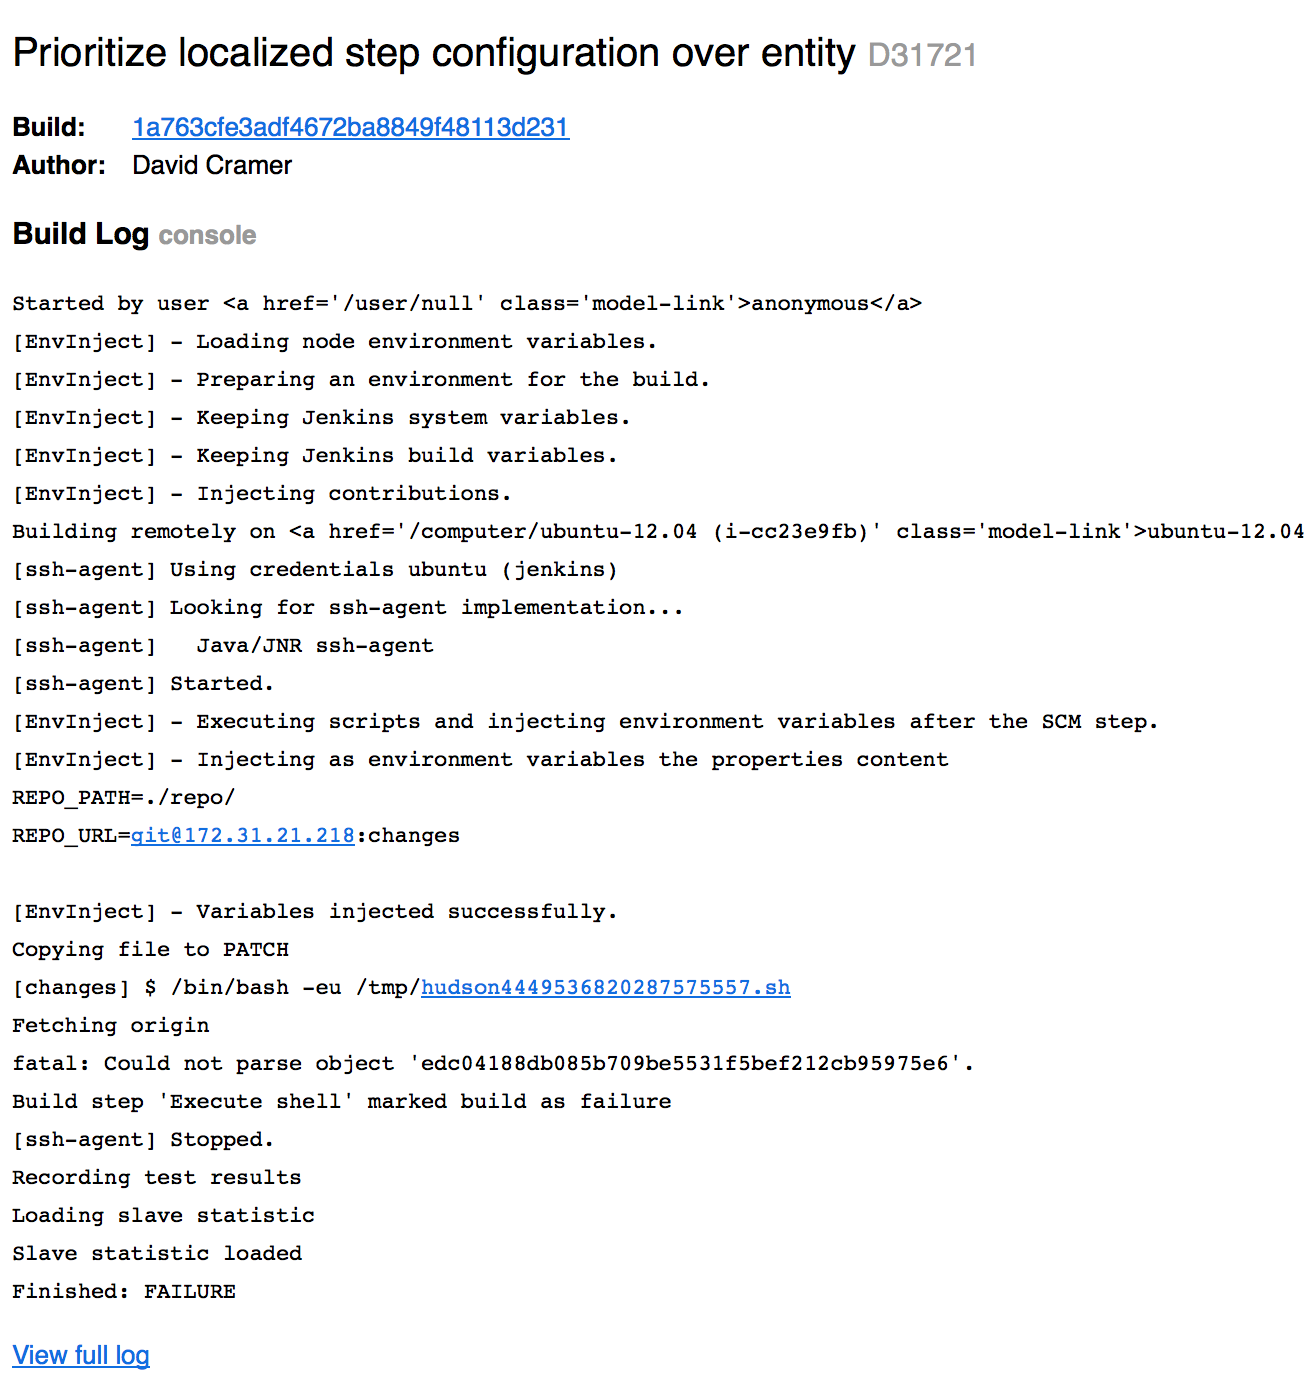 Prioritize localized step configuration over entity D31721
Build: 1a763cfe3adf4672ba8849f48113d231
Author: David Cramer
Build Log console
Started by user <a href='/user/null' class='model-link'>anonymous</a>
[EnvInject] - Loading node environment variables.
[EnvInject] - Preparing an environment for the build.
[EnvInject] - Keeping Jenkins system variables.
[EnvInject] - Keeping Jenkins build variables.
[EnvInject] - Injecting contributions.
Building remotely on <a href='/computer/ubuntu-12.04 (i-cc23e9fb)' class='model-link'>ubuntu-12.04
[ssh-agent] Using credentials ubuntu (jenkins)
[ssh-agent] Looking for ssh-agent implementation...
[ssh-agent]   Java/JNR ssh-agent
[ssh-agent] Started.
[EnvInject] - Executing scripts and injecting environment variables after the SCM step.
[EnvInject] - Injecting as environment variables the properties content
REPO_PATH=./repo/
REPO_URL=git@172.31.21.218:changes
[EnvInject] - Variables injected successfully.
Copying file to PATCH
[changes] $ /bin/bash -eu /tmp/hudson4449536820287575557.sh
Fetching origin
fatal: Could not parse object 'edc04188db085b709be5531f5bef212cb95975e6'.
Build step 'Execute shell' marked build as failure
[ssh-agent] Stopped.
Recording test results
Loading slave statistic
Slave statistic loaded
Finished: FAILURE
View full log